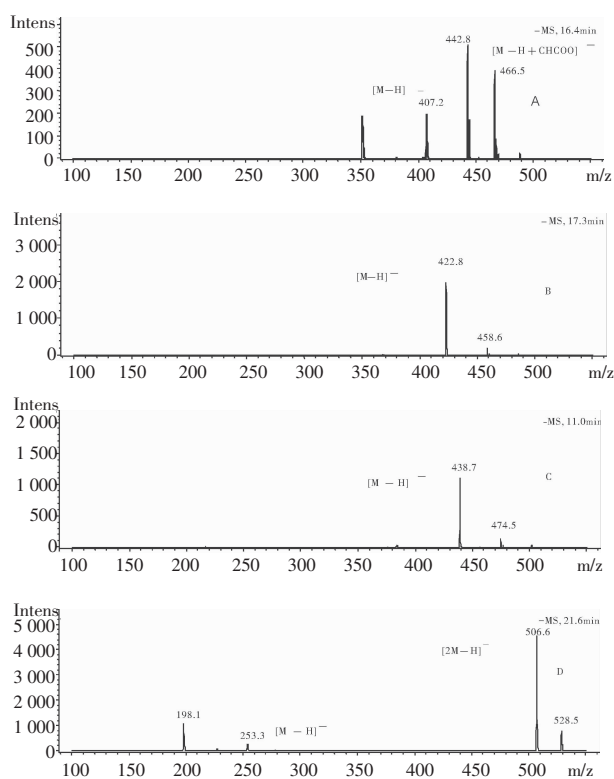 Intens
−MS, 16.4min
442.8
[M −H + CHCOO]−
500
400
466.5
[M−H] −
300
407.2
A
200
100
0
100 150 200 250 300 350 400 450 500 m/z
Intens
−MS, 17.3min
3 000
422.8
[M−H]−
B
2 000
1 000
458.6
0
100 150 200 250 300 350 400 450 500 m/z
Intens
2 000
−MS, 11.0min
1 500
438.7
[M − H] −
C
1 000
474.5
500
0
100 150 200 250 300 350 400 450 500 m/z
Intens
5 000
−MS, 21.6min
506.6
4 000
[2M−H]−
3 000
D
2 000
528.5
198.1
1 000
253.3 [M − H]−
0
100 150 200 250 300 350 400 450 500 m/z